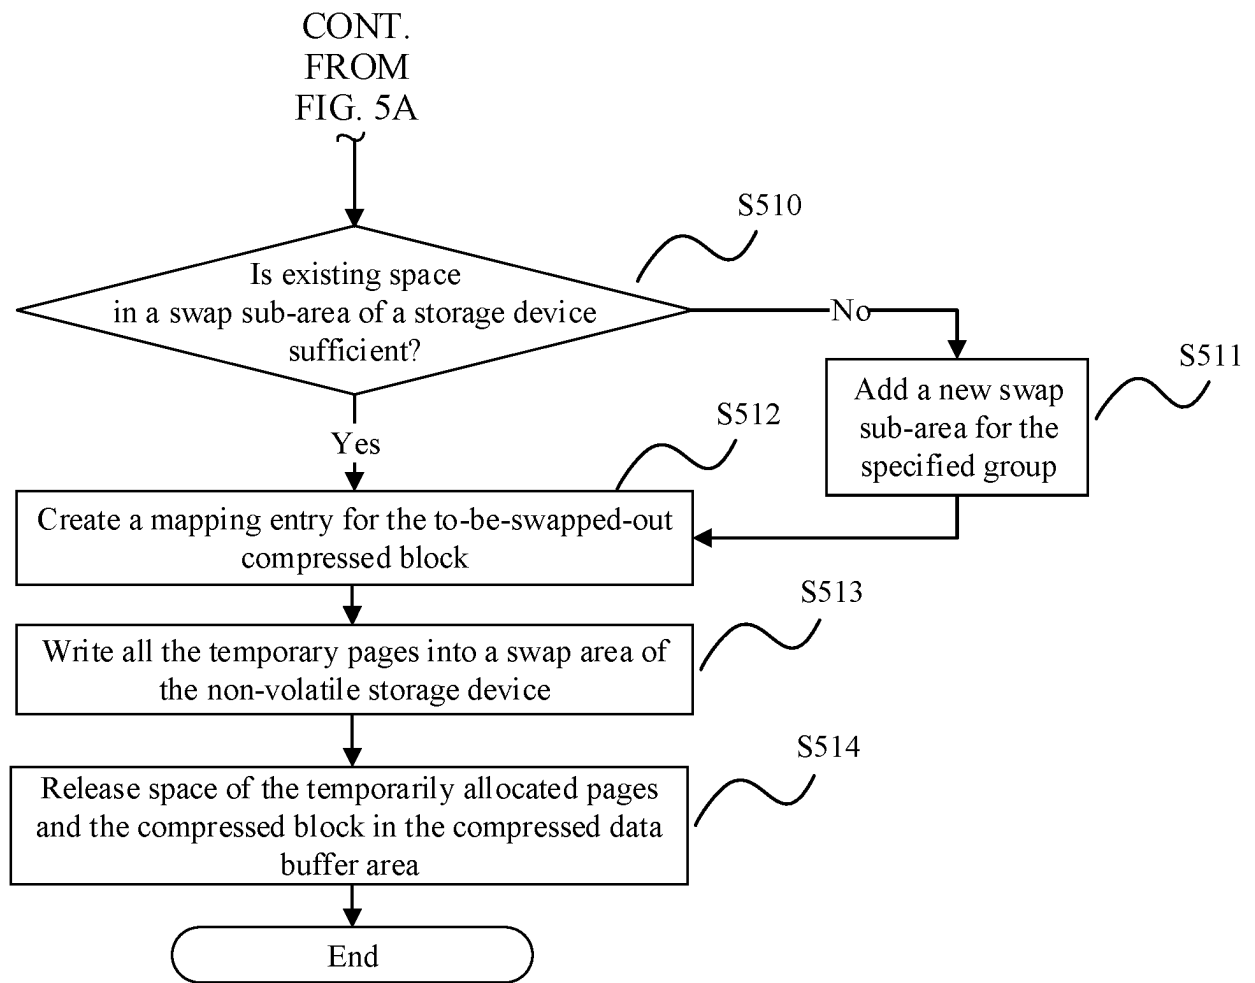 CONT.
FROM
FIG. 5A
S510
Is existing space
in a swap sub-area of a storage device
sufficient?
No
S511
Add a new swap
sub-area for the
specified group
Yes
S512
Create a mapping entry for the to-be-swapped-out
compressed block
S513
Write all the temporary pages into a swap area of
the non-volatile storage device
S514
Release space of the temporarily allocated pages
and the compressed block in the compressed data
buffer area
End